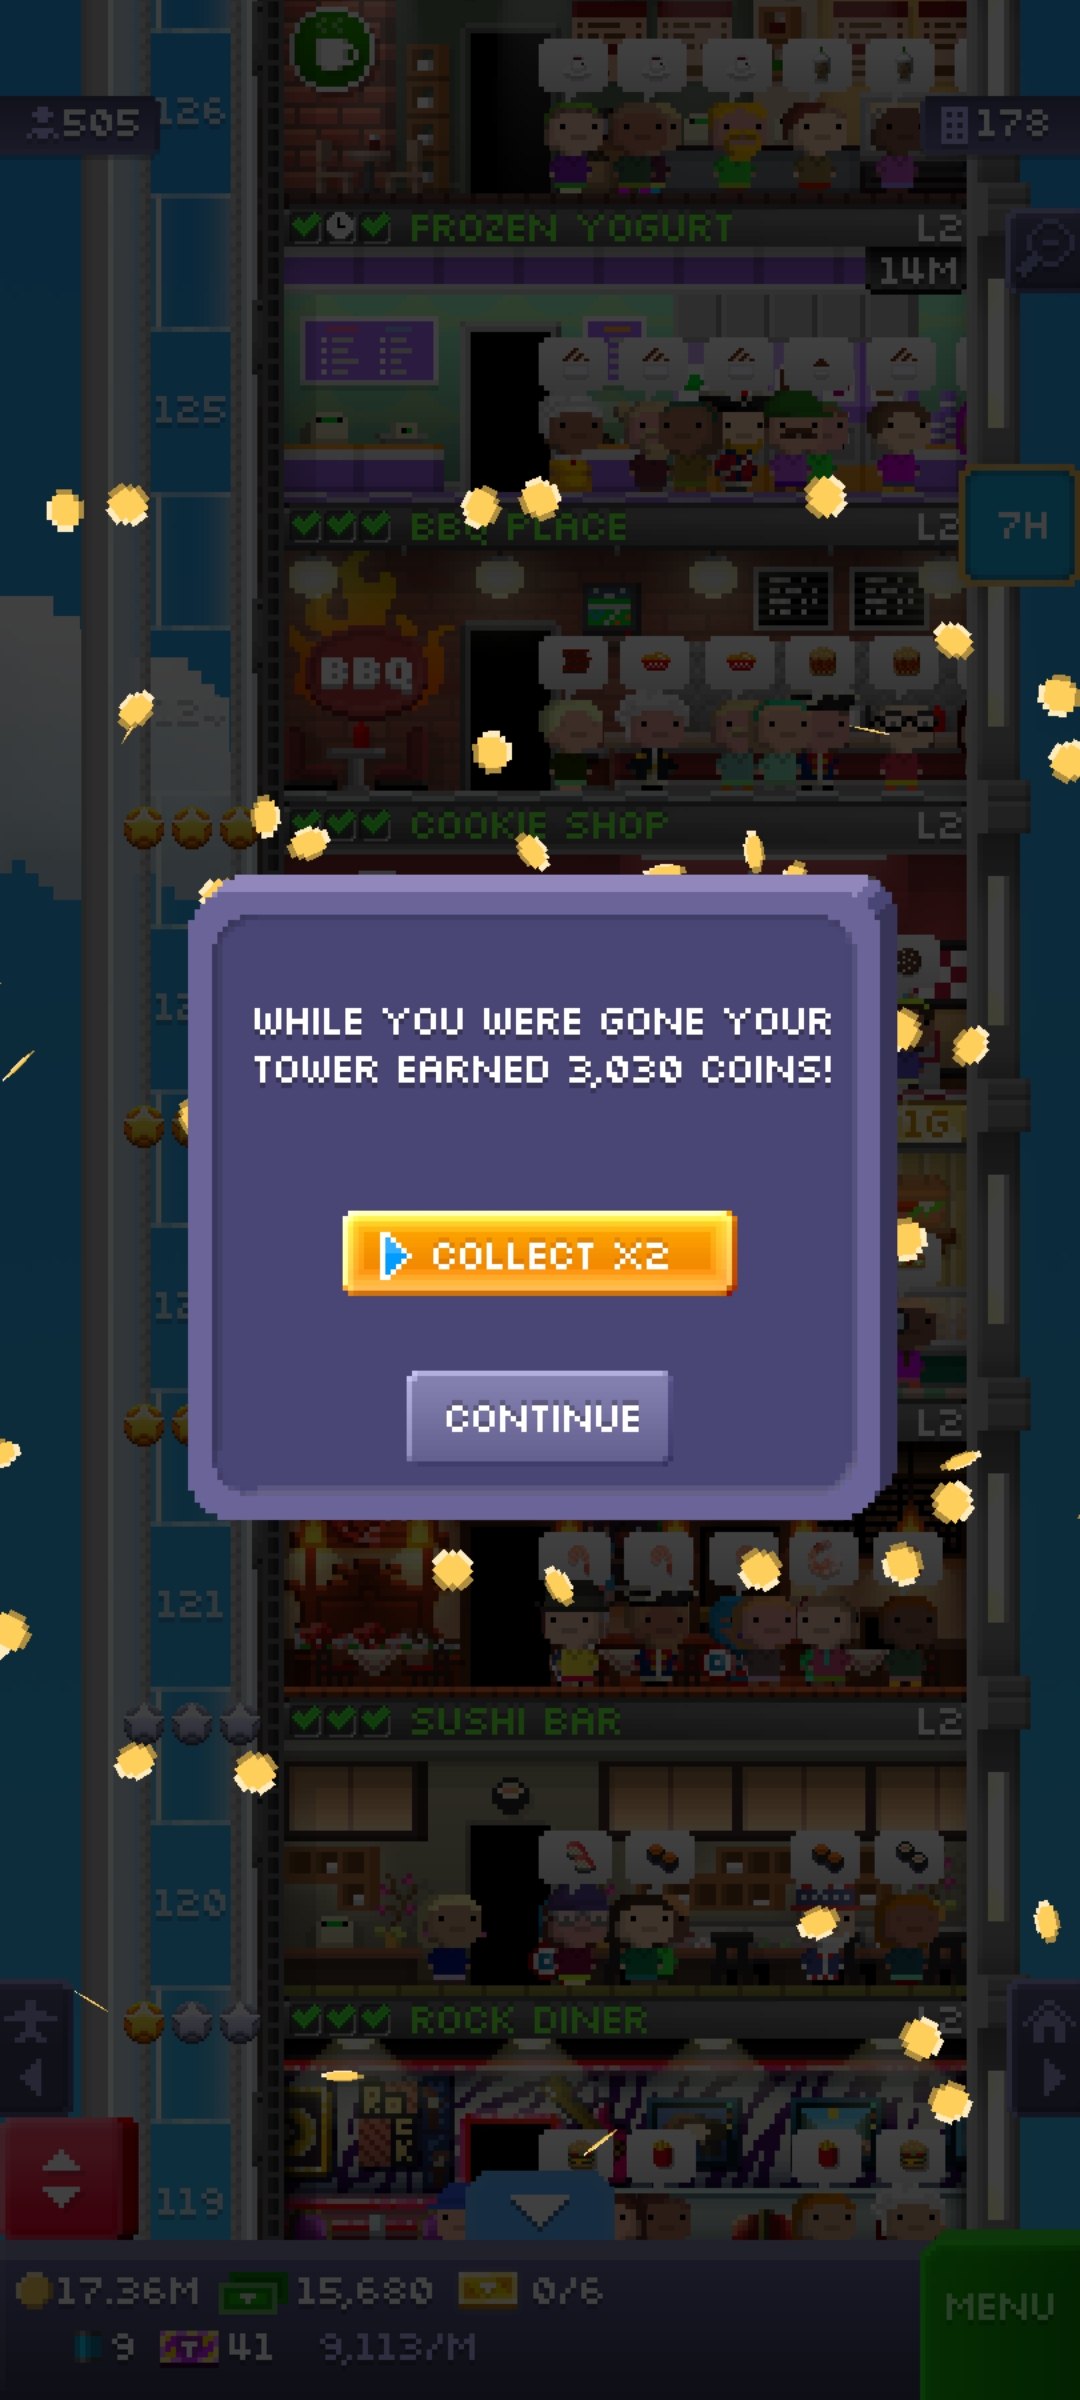 126
505
178
FROZEN YOGURT L2
14M
125
7H
BBQ PLACE L2
BBQ
COOKIE SHOP L2
WHILE YOU WERE GONE YOUR
TOWER EARNED 3,030 COINS!
1G
COLLECT X2
CONTINUE
L2
121
SUSHI BAR L2
120
ROCK DINER
ROCK
119
17.36M 15,680 0/6
MENU
9 41 9,113/M